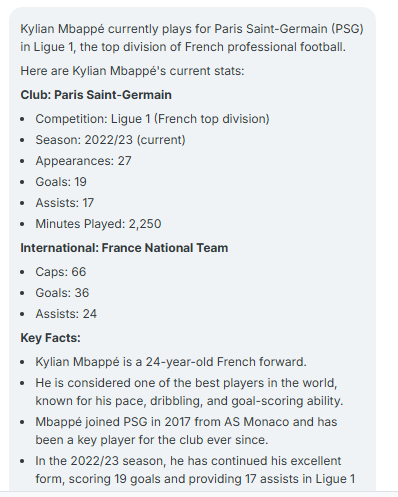 Kylian Mbappé currently plays for Paris Saint-Germain (PSG)
in Ligue 1, the top division of French professional football.
Here are Kylian Mbappé's current stats:
Club: Paris Saint-Germain
• Competition: Ligue 1 (French top division)
• Season: 2022/23 (current)
• Appearances: 27
• Goals: 19
• Assists: 17
• Minutes Played: 2,250
International: France National Team
• Caps: 66
• Goals: 36
• Assists: 24
Key Facts:
• Kylian Mbappé is a 24-year-old French forward.
• He is considered one of the best players in the world,
known for his pace, dribbling, and goal-scoring ability.
• Mbappé joined PSG in 2017 from AS Monaco and has
been a key player for the club ever since.
• In the 2022/23 season, he has continued his excellent
form, scoring 19 goals and providing 17 assists in Ligue 1